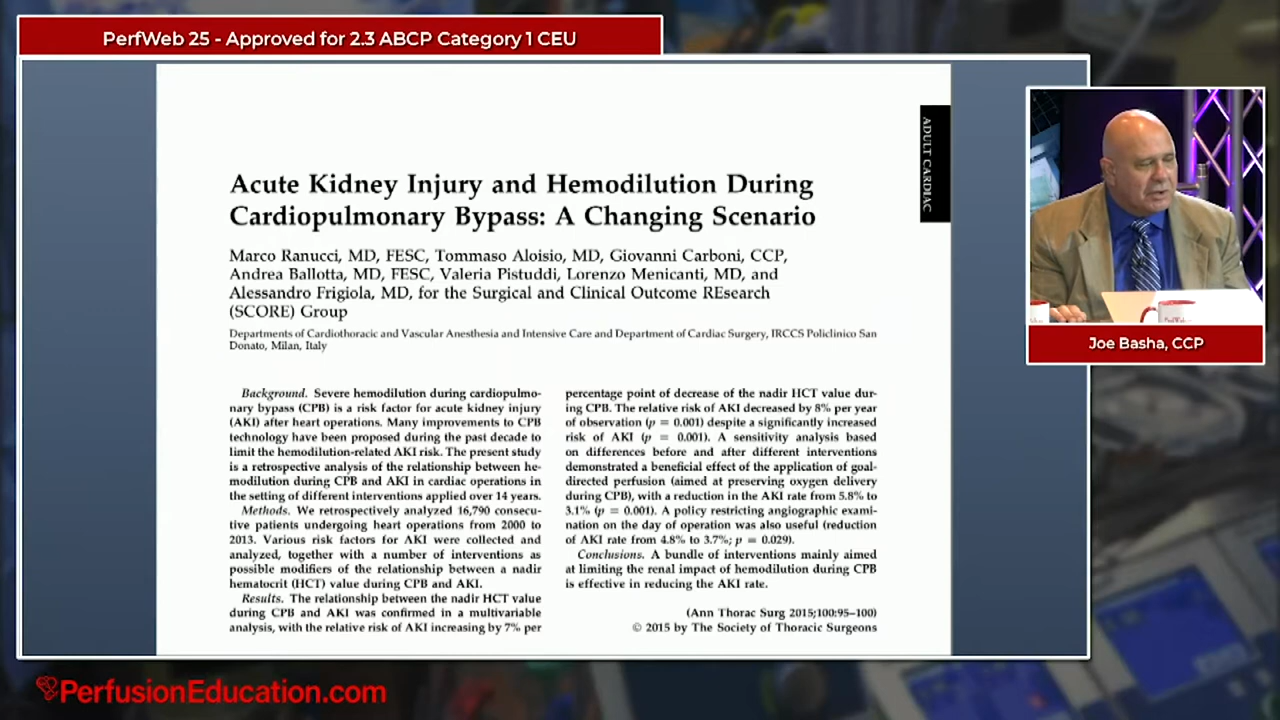 PerfWeb 25 - Approved for 2.3 ABCP Category 1 CEU
ADULT CARDIAC
Acute Kidney Injury and Hemodilution During
Cardiopulmonary Bypass: A Changing Scenario
Marco Ranucci, MD, FESC, Tommaso Aloisio, MD, Giovanni Carboni, CCP,
Andrea Ballotta, MD, FESC, Valeria Pistuddi, Lorenzo Menicanti, MD, and
Alessandro Frigiola, MD, for the Surgical and Clinical Outcome REsearch
(SCORE) Group
Departments of Cardiothoracic and Vascular Anesthesia and Intensive Care and Department of Cardiac Surgery, IRCCS Policlinico San
Donato, Milan, Italy
Background. Severe hemodilution during cardiopulmo-
nary bypass (CPB) is a risk factor for acute kidney injury
(AKI) after heart operations. Many improvements to CPB
technology have been proposed during the past decade to
limit the hemodilution-related AKI risk. The present study
is a retrospective analysis of the relationship between he-
modilution during CPB and AKI in cardiac operations in
the setting of different interventions applied over 14 years.
Methods. We retrospectively analyzed 16,790 consecu-
tive patients undergoing heart operations from 2000 to
2013. Various risk factors for AKI were collected and
analyzed, together with a number of interventions as
possible modifiers of the relationship between a nadir
hematocrit (HCT) value during CPB and AKI.
Results. The relationship between the nadir HCT value
during CPB and AKI was confirmed in a multivariable
analysis, with the relative risk of AKI increasing by 7% per
percentage point of decrease of the nadir HCT value dur-
ing CPB. The relative risk of AKI decreased by 8% per year
of observation (p = 0.001) despite a significantly increased
risk of AKI (p = 0.001). A sensitivity analysis based
on differences before and after different interventions
demonstrated a beneficial effect of the application of goal-
directed perfusion (aimed at preserving oxygen delivery
during CPB), with a reduction in the AKI rate from 5.8% to
3.1% (p = 0.001). A policy restricting angiographic exami-
nation on the day of operation was also useful (reduction
of AKI rate from 4.8% to 3.7%; p = 0.029).
Conclusions. A bundle of interventions mainly aimed
at limiting the renal impact of hemodilution during CPB
is effective in reducing the AKI rate.
(Ann Thorac Surg 2015;100:95–100)
© 2015 by The Society of Thoracic Surgeons
Joe Basha, CCP
PerfusionEducation.com